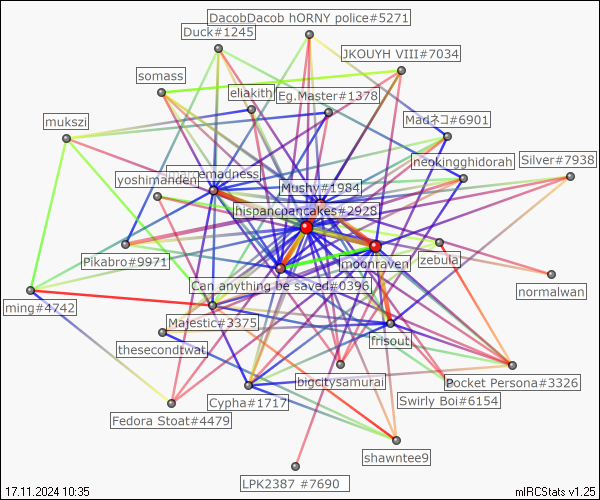 DacobDacob hORNY police#5271
Duck#1245
JKOUYH VIII#7034
somass
eliakith
Eg.Master#1378
mukszi
Madネコ#6901
neokingghidorah
Silver#7938
yoshimanden
Mushy#1984
hispancpancakes#2928
Pikabro#9971
moonraven
zebula
normalwan
Can anything be saved#0396
ming#4742
Majestic#3375
thesecondtwat
frisout
bigcitysamurai
Pocket Persona#3326
Swirly Boi#6154
Cypha#1717
Fedora Stoat#4479
shawntee9
LPK2387 #7690
17.11.2024 10:35
mIRCStats v1.25